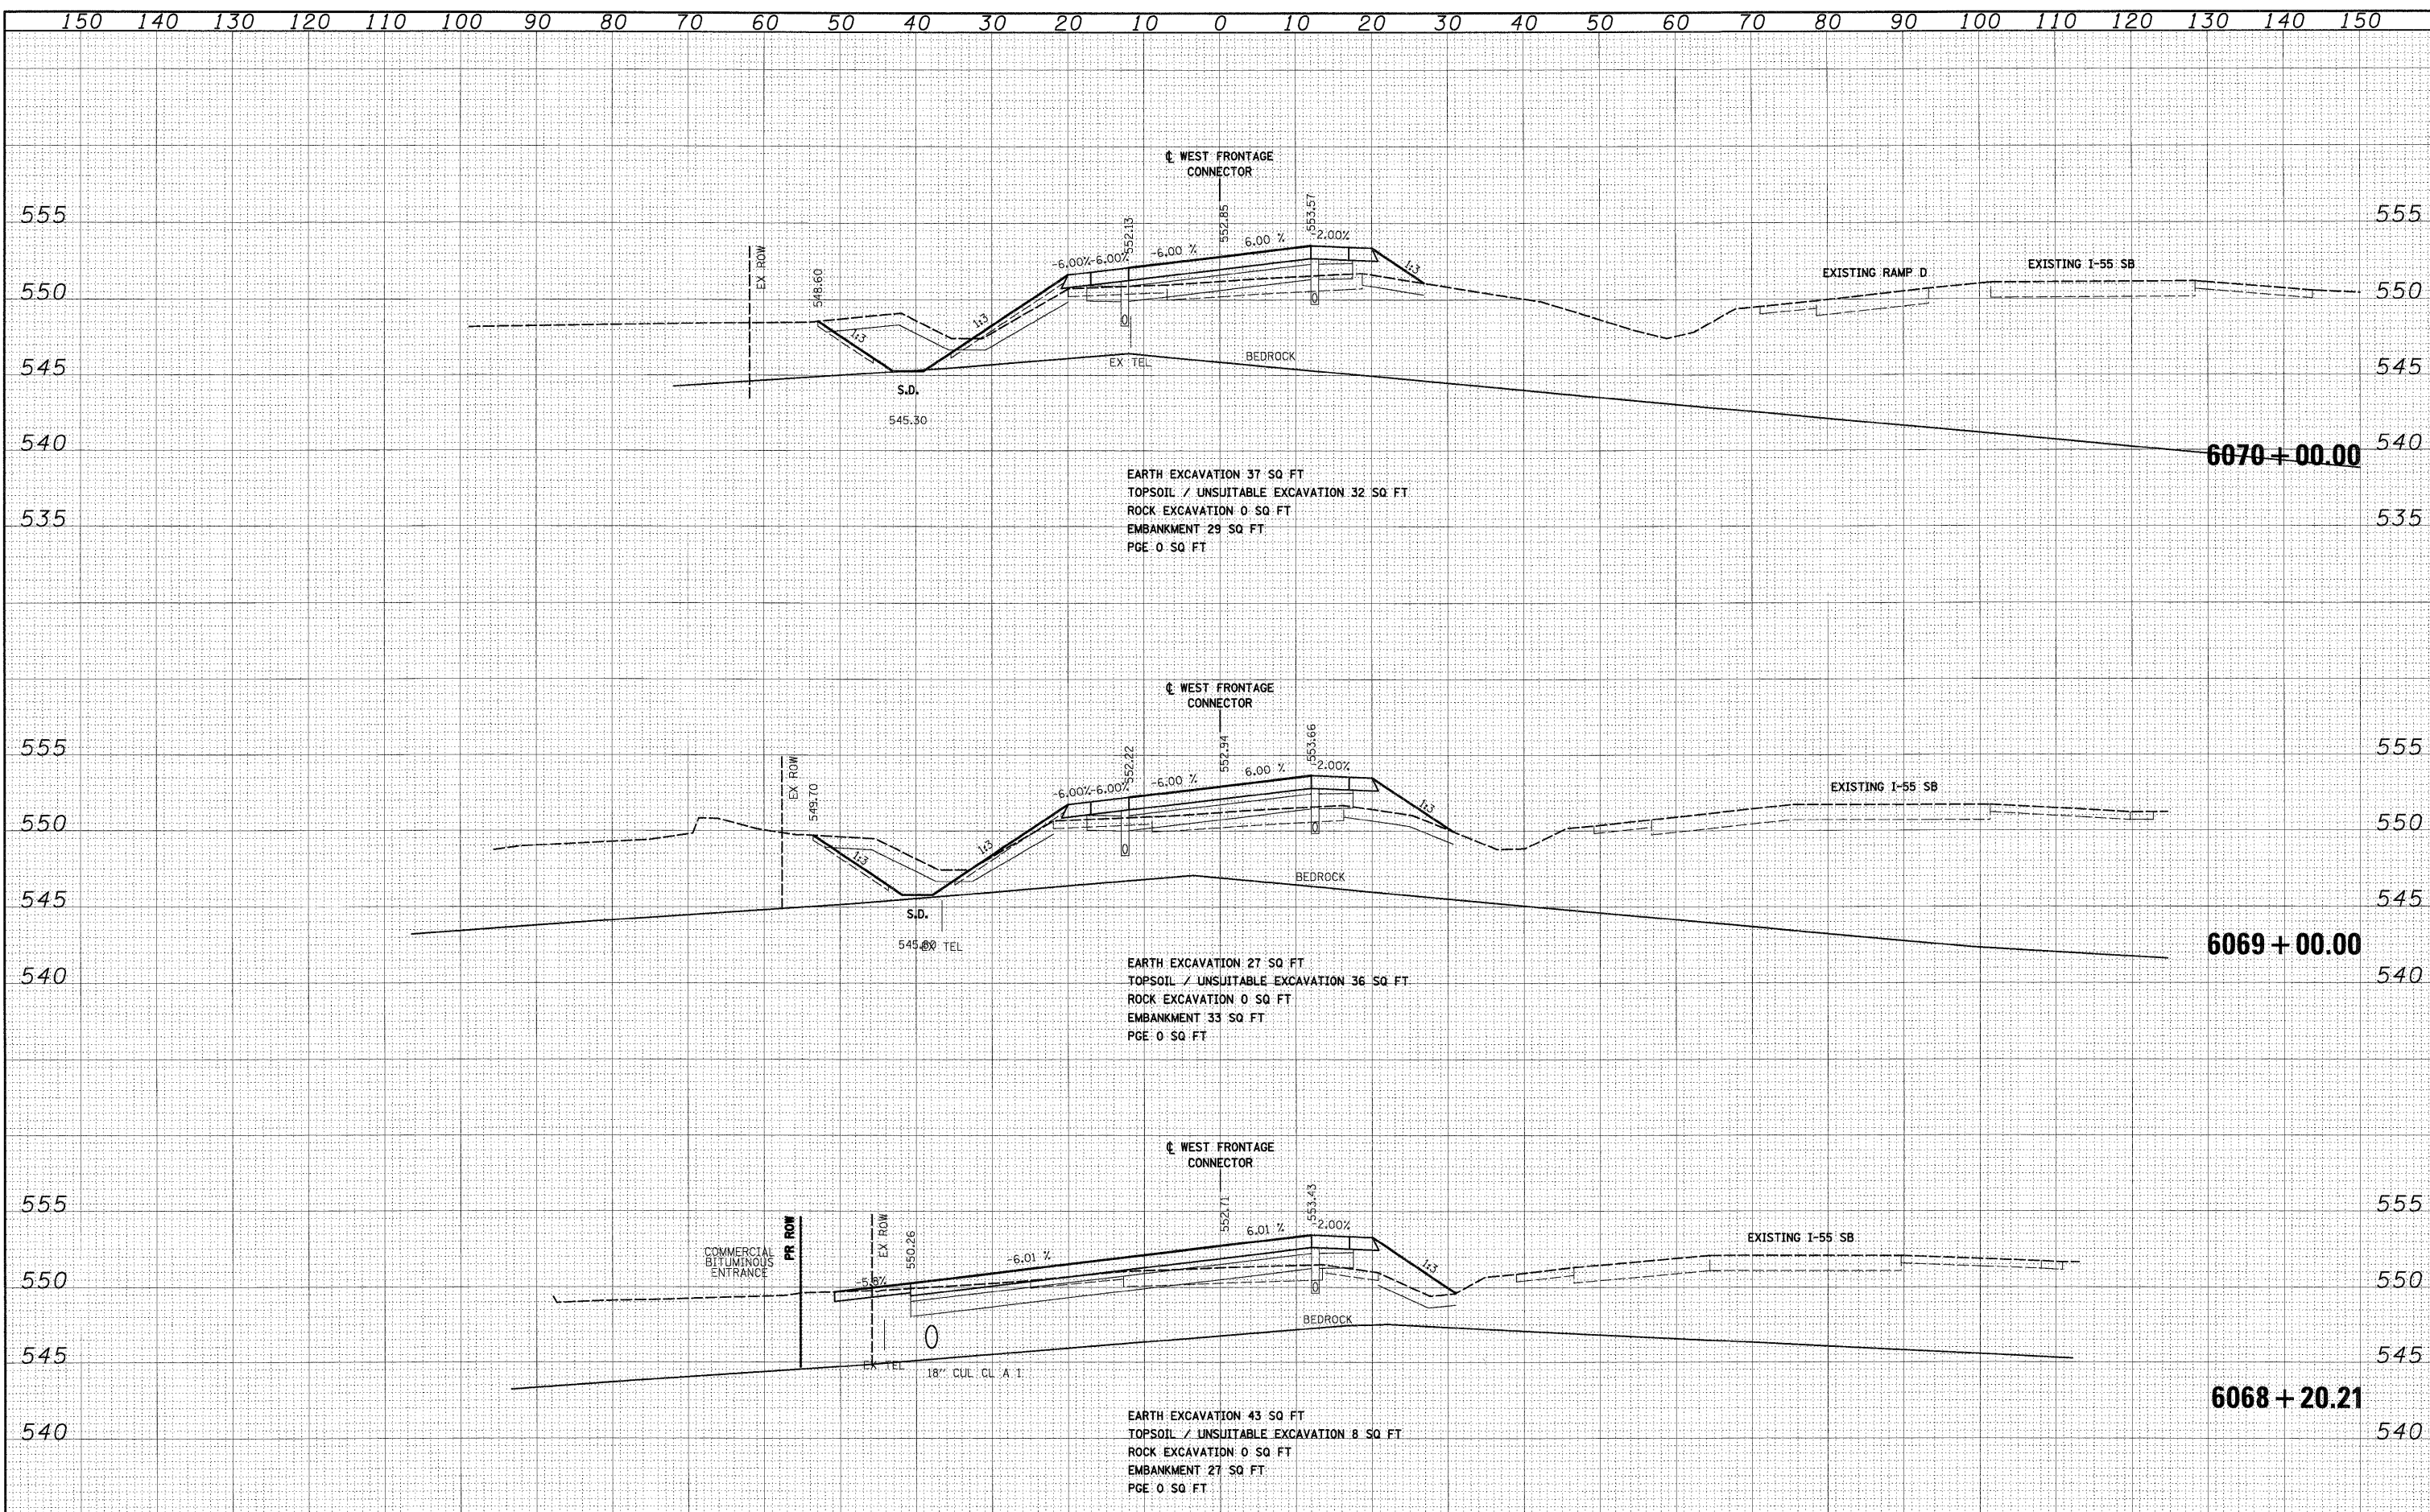 150 140 130 120 110 100 90 80 70 60 50 40 30 20 10 0 10 20 30 40 50 60 70 80 90 100 110 120 130 140 150
℄ WEST FRONTAGE
CONNECTOR
555 555
EX ROW
548.60
552.13
552.85
553.57
-6.00% -6.00% -6.00 % 6.00 % -2.00%
1:3
1:3
1:3
EXISTING RAMP D
EXISTING I-55 SB
550 550
EX TEL
BEDROCK
545 545
S.D.
545.30
540 540
6070 + 00.00
EARTH EXCAVATION 37 SQ FT
TOPSOIL / UNSUITABLE EXCAVATION 32 SQ FT
ROCK EXCAVATION 0 SQ FT
EMBANKMENT 29 SQ FT
PGE 0 SQ FT
535 535
℄ WEST FRONTAGE
CONNECTOR
555 555
EX ROW
549.70
552.22
552.94
553.66
-6.00% -6.00% -6.00 % 6.00 % -2.00%
1:3
1:3
1:3
EXISTING I-55 SB
550 550
BEDROCK
545 545
S.D.
545.80
EX TEL
6069 + 00.00
540 540
EARTH EXCAVATION 27 SQ FT
TOPSOIL / UNSUITABLE EXCAVATION 36 SQ FT
ROCK EXCAVATION 0 SQ FT
EMBANKMENT 33 SQ FT
PGE 0 SQ FT
℄ WEST FRONTAGE
CONNECTOR
555 555
COMMERCIAL
BITUMINOUS
ENTRANCE
PR ROW
EX ROW
550.26
552.71
553.43
-5.8% -6.01 % 6.01 % -2.00%
1:3
EXISTING I-55 SB
550 550
BEDROCK
545 545
EX TEL
18" CUL CL A 1
6068 + 20.21
540 540
EARTH EXCAVATION 43 SQ FT
TOPSOIL / UNSUITABLE EXCAVATION 8 SQ FT
ROCK EXCAVATION 0 SQ FT
EMBANKMENT 27 SQ FT
PGE 0 SQ FT